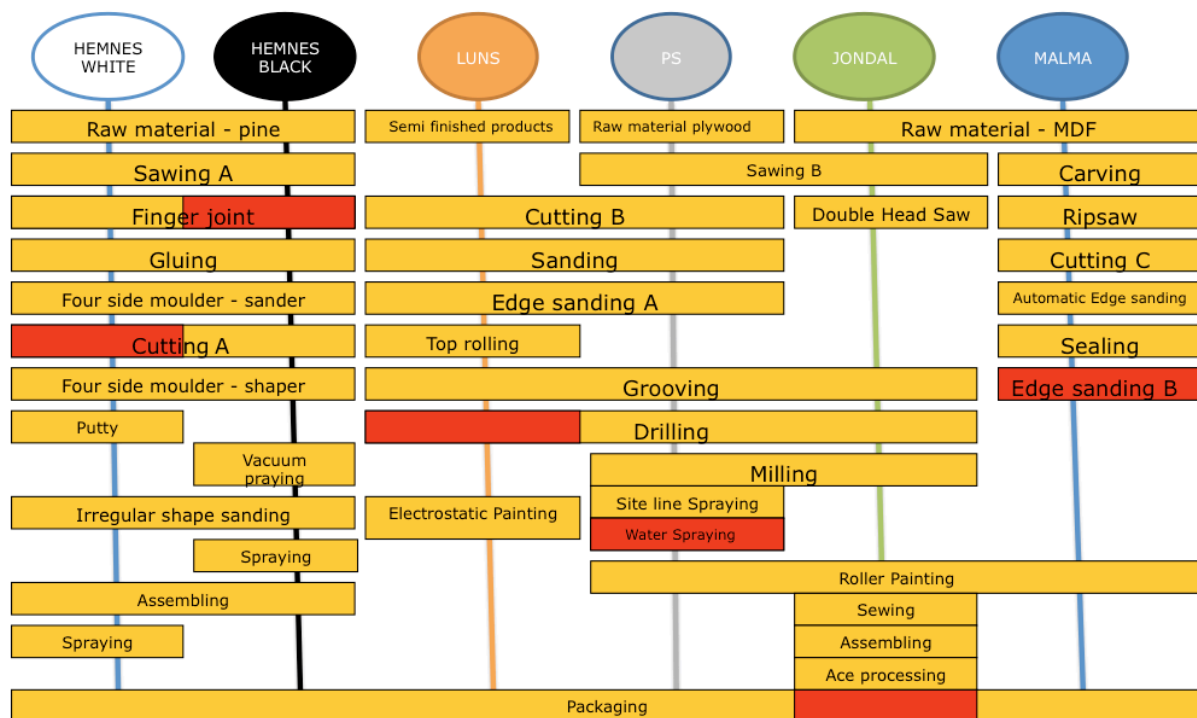 HEMNES
WHITE
HEMNES
BLACK
LUNS
PS
JONDAL
MALMA
Raw material - pine
Semi finished products
Raw material plywood
Raw material - MDF
Sawing A
Sawing B
Carving
Finger joint
Cutting B
Double Head Saw
Ripsaw
Gluing
Sanding
Cutting C
Four side moulder - sander
Edge sanding A
Automatic Edge sanding
Cutting A
Top rolling
Sealing
Four side moulder - shaper
Grooving
Edge sanding B
Putty
Drilling
Vacuum
praying
Milling
Irregular shape sanding
Electrostatic Painting
Site line Spraying
Water Spraying
Spraying
Roller Painting
Assembling
Sewing
Spraying
Assembling
Ace processing
Packaging